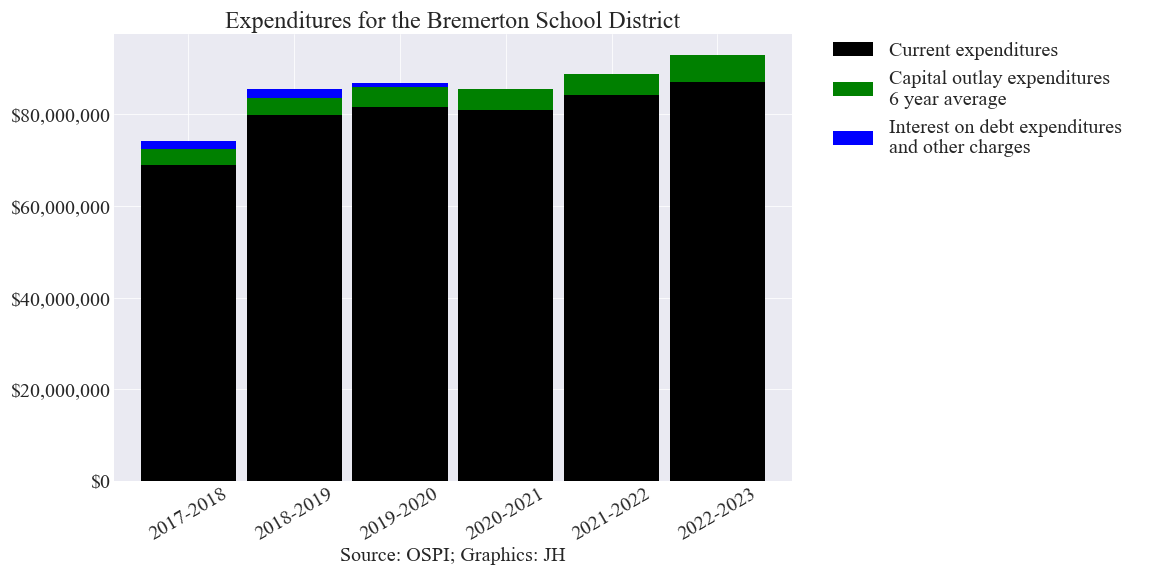 Expenditures for the Bremerton School District
Current expenditures
Capital outlay expenditures
6 year average
Interest on debt expenditures
and other charges
$80,000,000
$60,000,000
$40,000,000
$20,000,000
$0
2017-2018
2018-2019
2019-2020
2020-2021
2021-2022
2022-2023
Source: OSPI; Graphics: JH